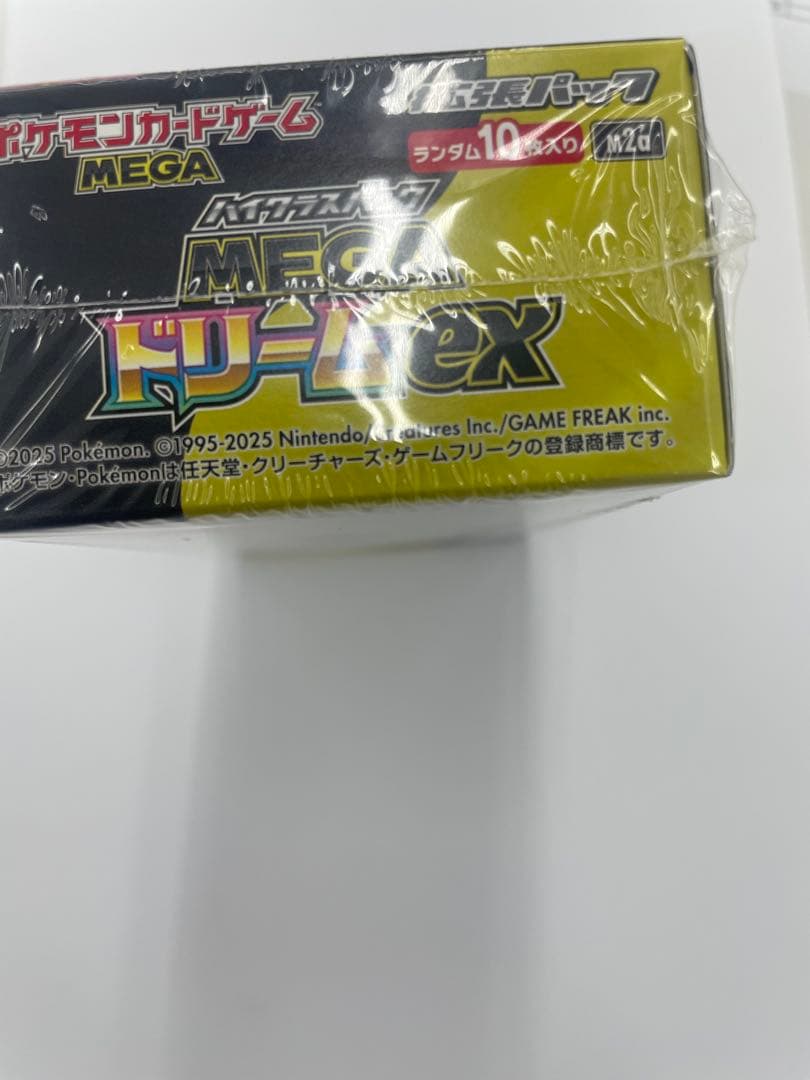 ポケモンカードゲーム
MEGA
拡張パック
ランダム10枚入り M2a
ハイクラスパック
MEGA
ドリームex
©2025 Pokémon. ©1995-2025 Nintendo/Creatures Inc./GAME FREAK inc.
ポケモン・Pokémonは任天堂・クリーチャーズ・ゲームフリークの登録商標です。